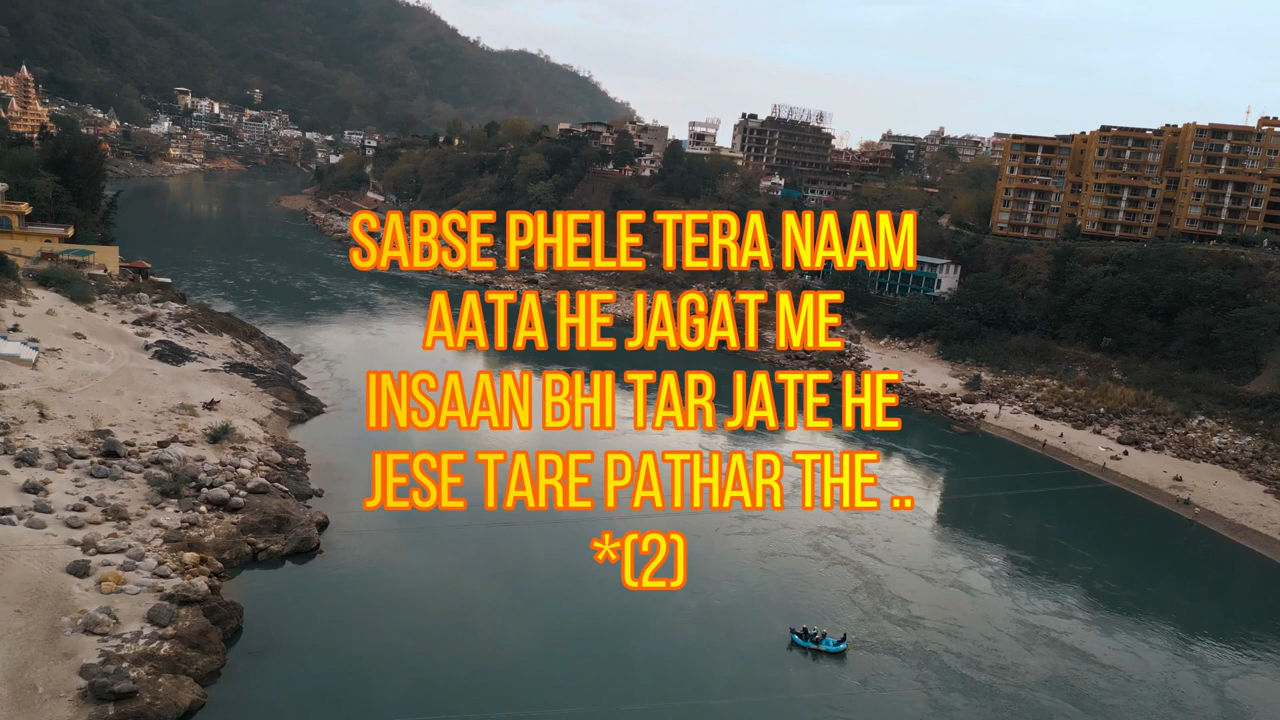 SABSE PHELE TERA NAAM
AATA HE JAGAT ME
INSAAN BHI TAR JATE HE
JESE TARE PATHAR THE ..
*(2)